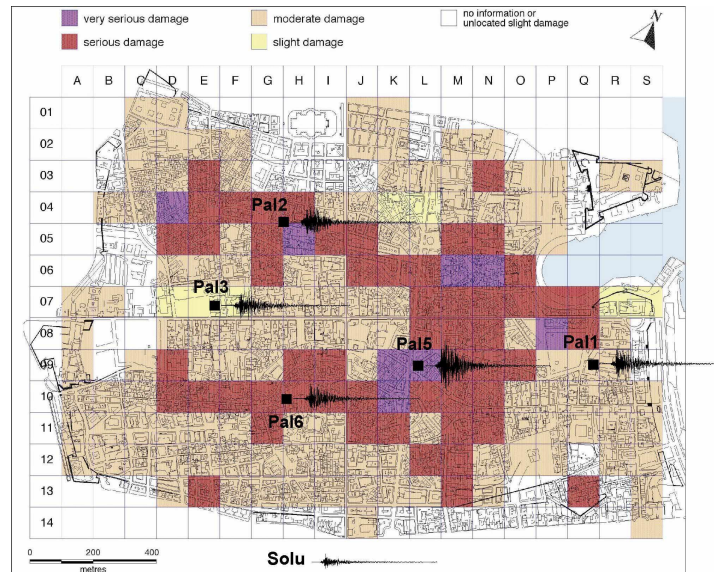 very serious damage
moderate damage
no information or
unlocated slight damage
serious damage
slight damage
N
A B C D E F G H I J K L M N O P Q R S
01
02
03
04
Pal2
05
06
Pal3
07
08
Pal5
Pal1
09
10
Pal6
11
12
13
14
0 200 400
metres
Solu